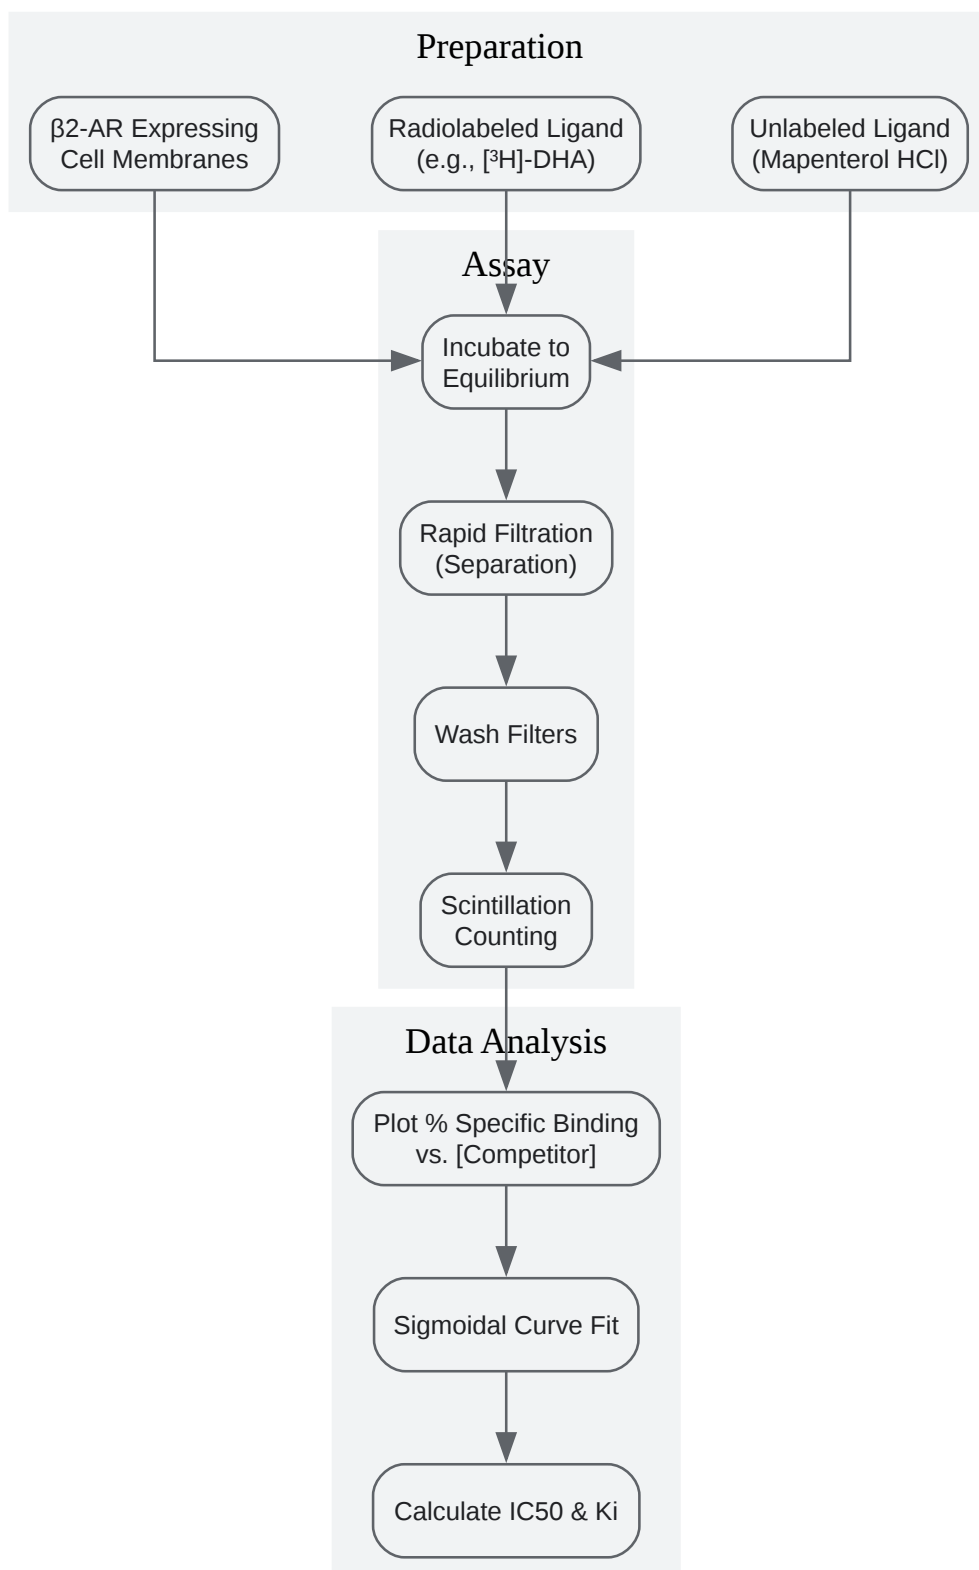 Preparation
β2-AR Expressing
Cell Membranes
Radiolabeled Ligand
(e.g., [³H]-DHA)
Unlabeled Ligand
(Mapenterol HCl)
Assay
Incubate to
Equilibrium
Rapid Filtration
(Separation)
Wash Filters
Scintillation
Counting
Data Analysis
Plot % Specific Binding
vs. [Competitor]
Sigmoidal Curve Fit
Calculate IC50 & Ki